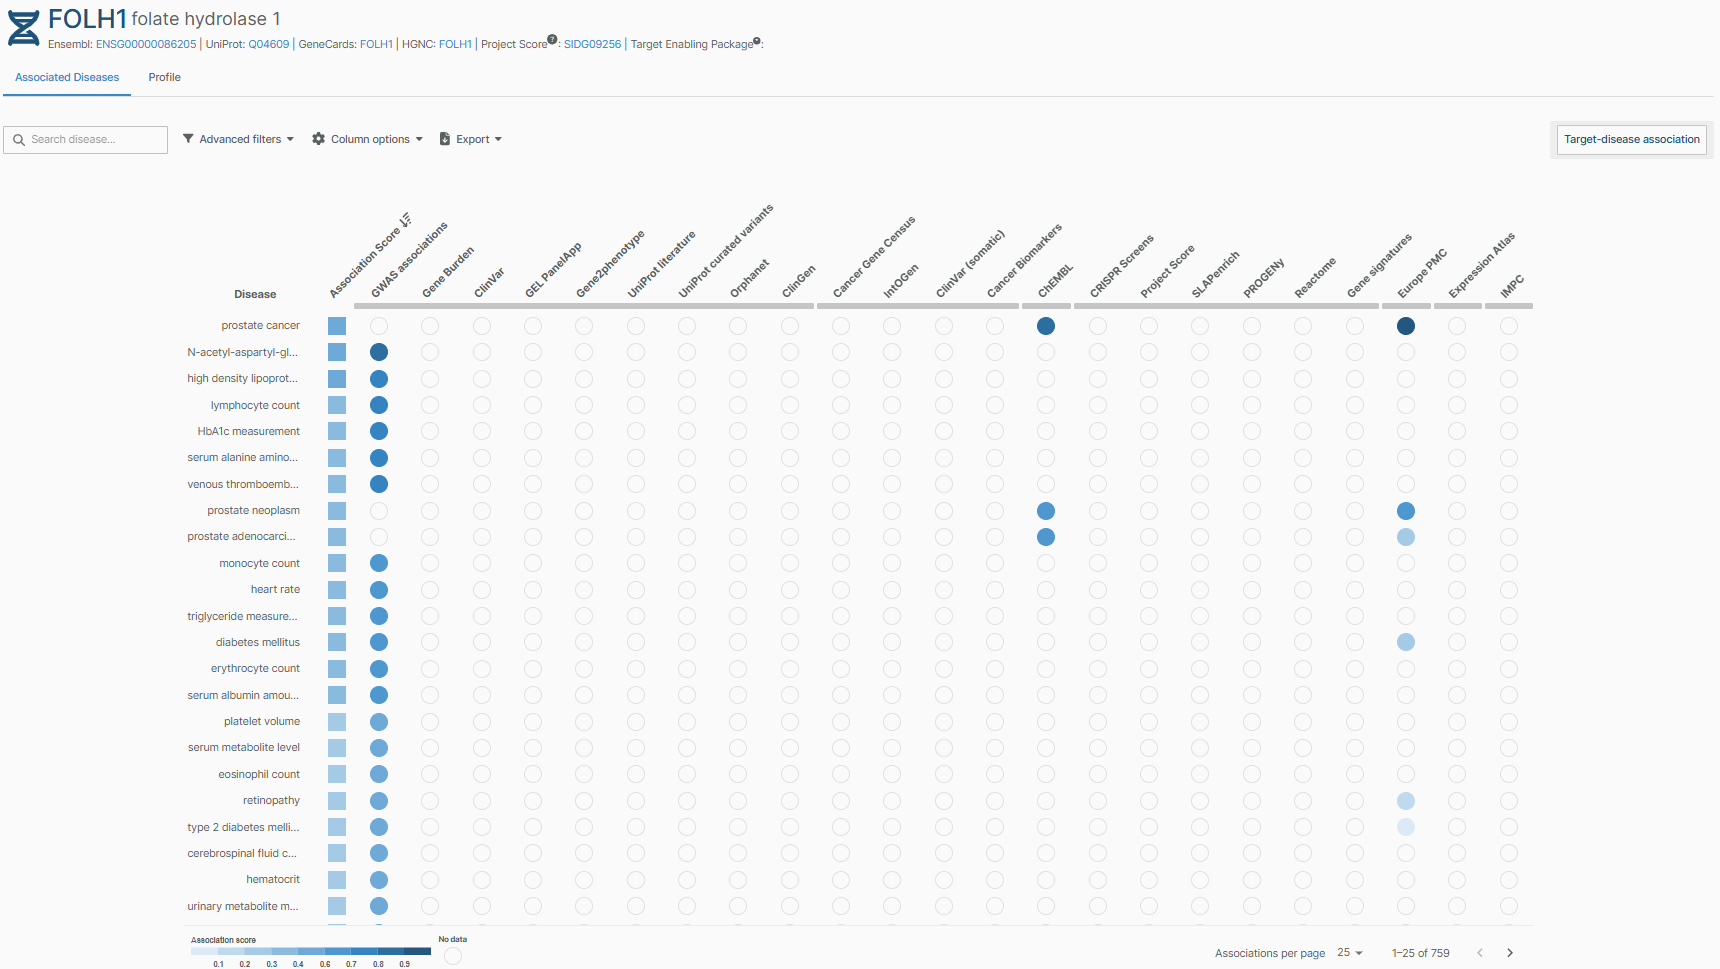 FOLH1 folate hydrolase 1
Ensembl: ENSG00000086205 | UniProt: Q04609 | GeneCards: FOLH1 | HGNC: FOLH1 | Project Score?: SIDG09256 | Target Enabling Package?:
Associated Diseases
Profile
Search disease...
Advanced filters
Column options
Export
Target-disease association
Disease
Association Score
GWAS associations
Gene Burden
ClinVar
GEL PanelApp
Gene2phenotype
UniProt literature
UniProt curated variants
Orphanet
ClinGen
Cancer Gene Census
IntOGen
ClinVar (somatic)
Cancer Biomarkers
ChEMBL
CRISPR Screens
Project Score
SLAPenrich
PROGENy
Reactome
Gene signatures
Europe PMC
Expression Atlas
IMPC
prostate cancer
N-acetyl-aspartyl-gl...
high density lipoprot...
lymphocyte count
HbA1c measurement
serum alanine amino...
venous thromboemb...
prostate neoplasm
prostate adenocarci...
monocyte count
heart rate
triglyceride measure...
diabetes mellitus
erythrocyte count
serum albumin amou...
platelet volume
serum metabolite level
eosinophil count
retinopathy
type 2 diabetes melli...
cerebrospinal fluid c...
hematocrit
urinary metabolite m...
Association score
No data
0.1 0.2 0.3 0.4 0.6 0.7 0.8 0.9
Associations per page 25 1–25 of 759